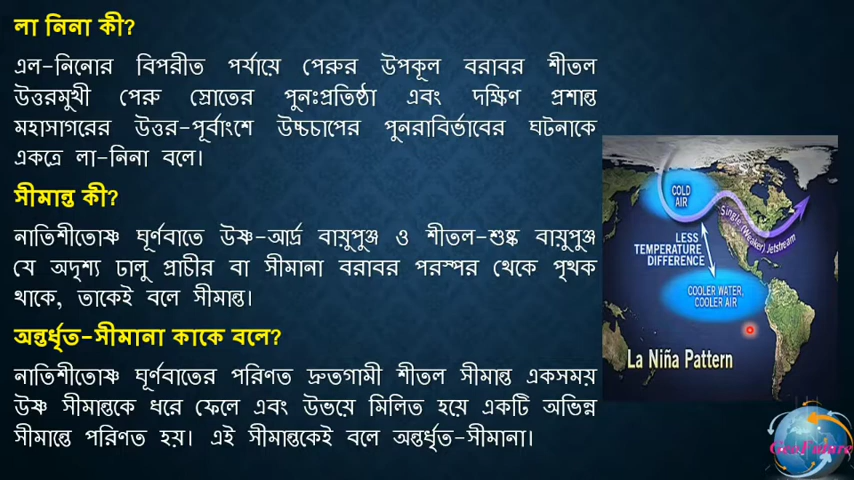 লা নিনা কী?
এল-নিনোর বিপরীত পর্যায়ে পেরুর উপকূল বরাবর শীতল
উত্তরমুখী পেরু স্রোতের পুনঃপ্রতিষ্ঠা এবং দক্ষিণ প্রশান্ত
মহাসাগরের উত্তর-পূর্বাংশে উচ্চচাপের পুনরাবির্ভাবের ঘটনাকে
একত্রে লা-নিনা বলে।
সীমান্ত কী?
নাতিশীতোষ্ণ ঘূর্ণবাতে উষ্ণ-আর্দ্র বায়ুপুঞ্জ ও শীতল-শুষ্ক বায়ুপুঞ্জ
যে অদৃশ্য ঢালু প্রাচীর বা সীমানা বরাবর পরস্পর থেকে পৃথক
থাকে, তাকেই বলে সীমান্ত।
অন্তর্ধৃত-সীমানা কাকে বলে?
নাতিশীতোষ্ণ ঘূর্ণবাতের পরিণত দ্রুতগামী শীতল সীমান্ত একসময়
উষ্ণ সীমান্তকে ধরে ফেলে এবং উভয়ে মিলিত হয়ে একটি অভিন্ন
সীমান্তে পরিণত হয়। এই সীমান্তকেই বলে অন্তর্ধৃত-সীমানা।
COLD
AIR
Single (Weaker) Jetstream
LESS
TEMPERATURE
DIFFERENCE
COOLER WATER,
COOLER AIR
La Niña Pattern